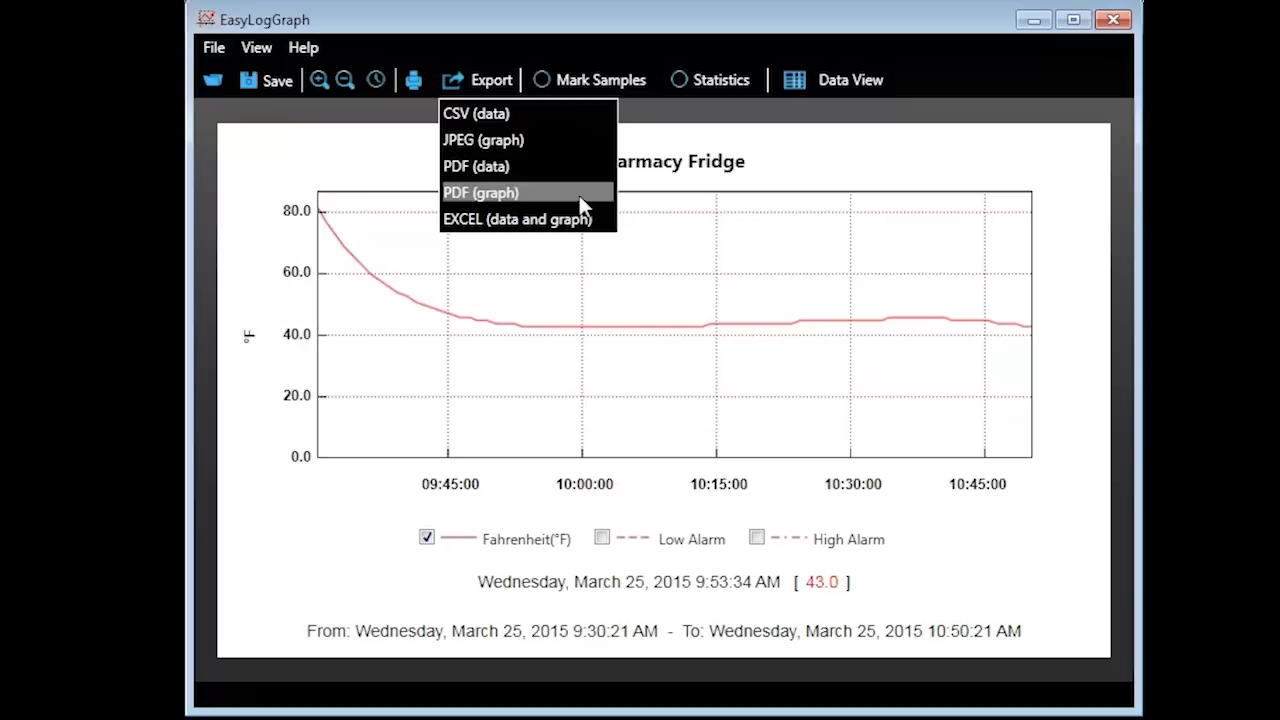 EasyLogGraph
File View Help
Save Export Mark Samples Statistics Data View
CSV (data)
JPEG (graph)
PDF (data)
PDF (graph)
EXCEL (data and graph)
Fridge
80.0
60.0
40.0
20.0
0.0
°F
09:45:00 10:00:00 10:15:00 10:30:00 10:45:00
Fahrenheit(°F) Low Alarm High Alarm
Wednesday, March 25, 2015 9:53:34 AM [ 43.0 ]
From: Wednesday, March 25, 2015 9:30:21 AM - To: Wednesday, March 25, 2015 10:50:21 AM